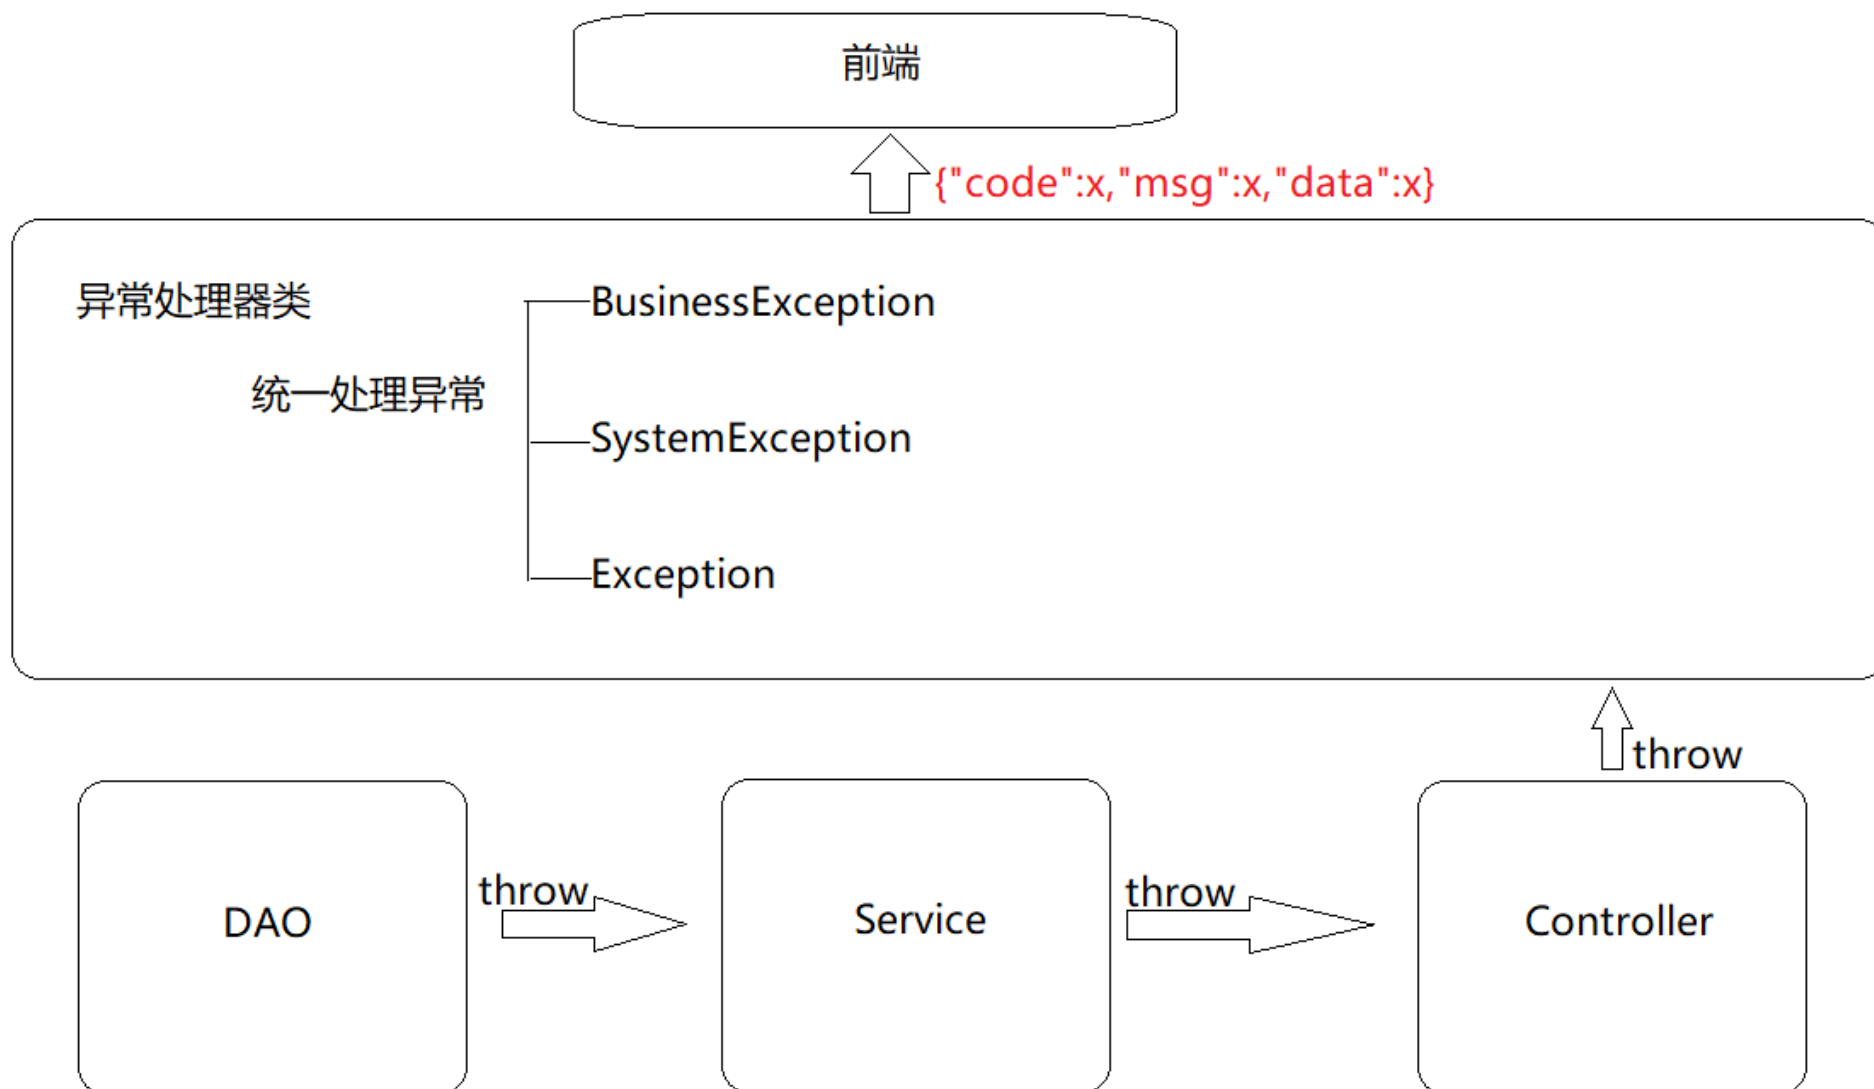 前端
{"code":x,"msg":x,"data":x}
异常处理器类
BusinessException
统一处理异常
SystemException
Exception
throw
throw
throw
DAO
Service
Controller